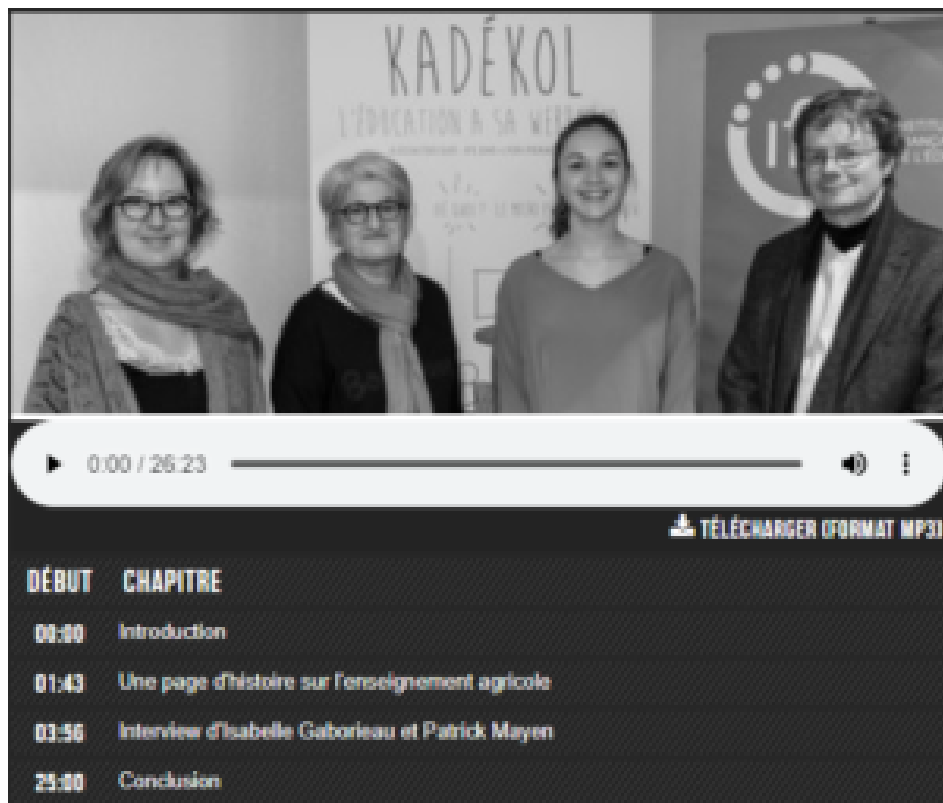 KADÉKOL
L'ÉDUCATION A SA
0:00 / 26:23
TÉLÉCHARGER (FORMAT MP3)
DÉBUT CHAPITRE
00:00 Introduction
01:43 Une page d'histoire sur l'enseignement agricole
03:56 Interview d'Isabelle Gaborieau et Patrick Mayen
25:00 Conclusion